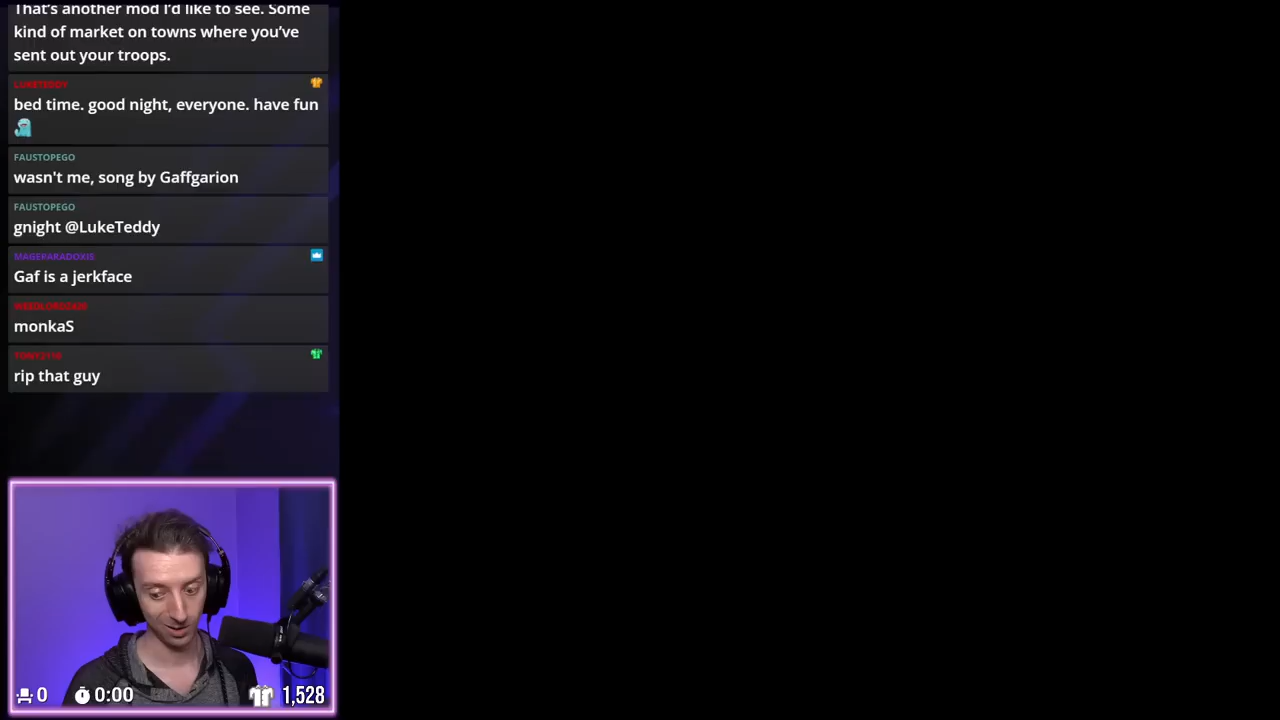 That's another mod I'd like to see. Some
kind of market on towns where you've
sent out your troops.
LUKETEDDY
bed time. good night, everyone. have fun
FAUSTOPEGO
wasn't me, song by Gaffgarion
FAUSTOPEGO
gnight @LukeTeddy
MAGEPARADOXIS
Gaf is a jerkface
monkaS
rip that guy
0 0:00 1,528